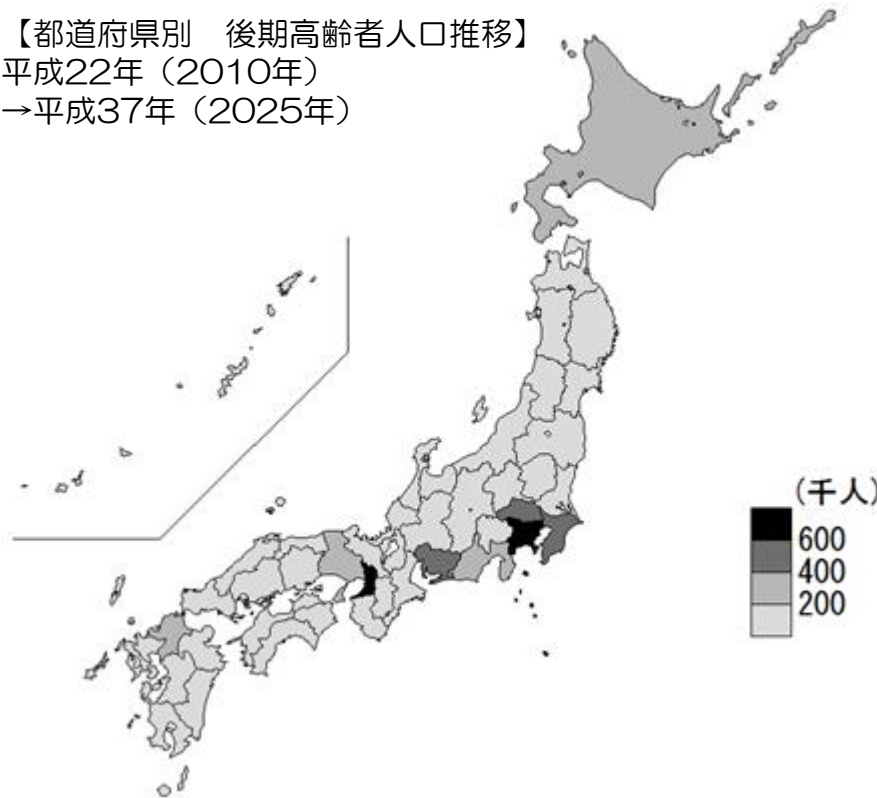 【都道府県別　後期高齢者人口推移】
平成22年（2010年）
→平成37年（2025年）
(千人)
600
400
200